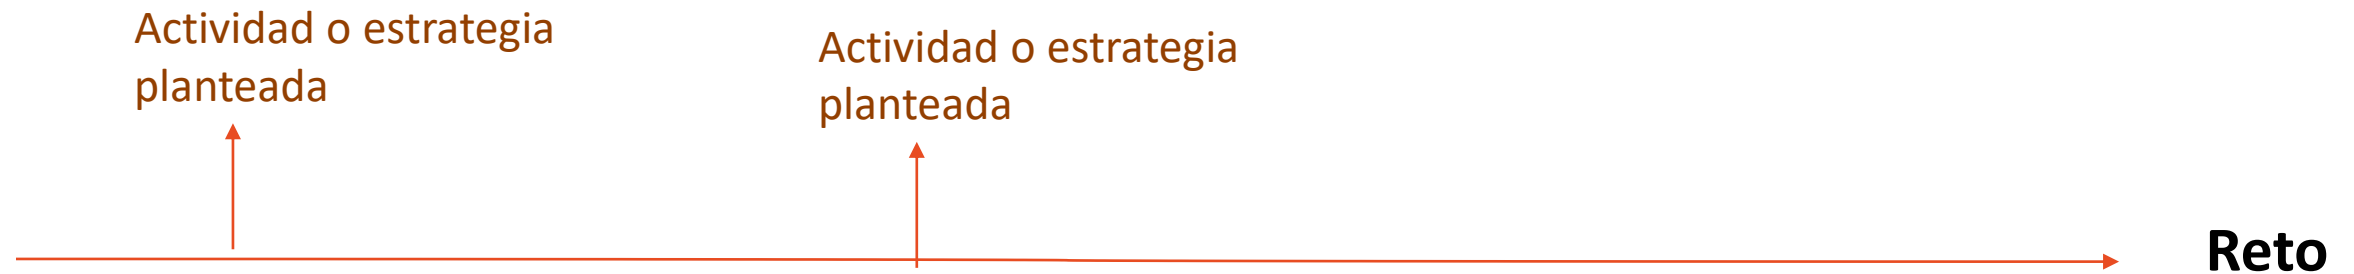 Actividad o estrategia
planteada
Actividad o estrategia
planteada
Reto